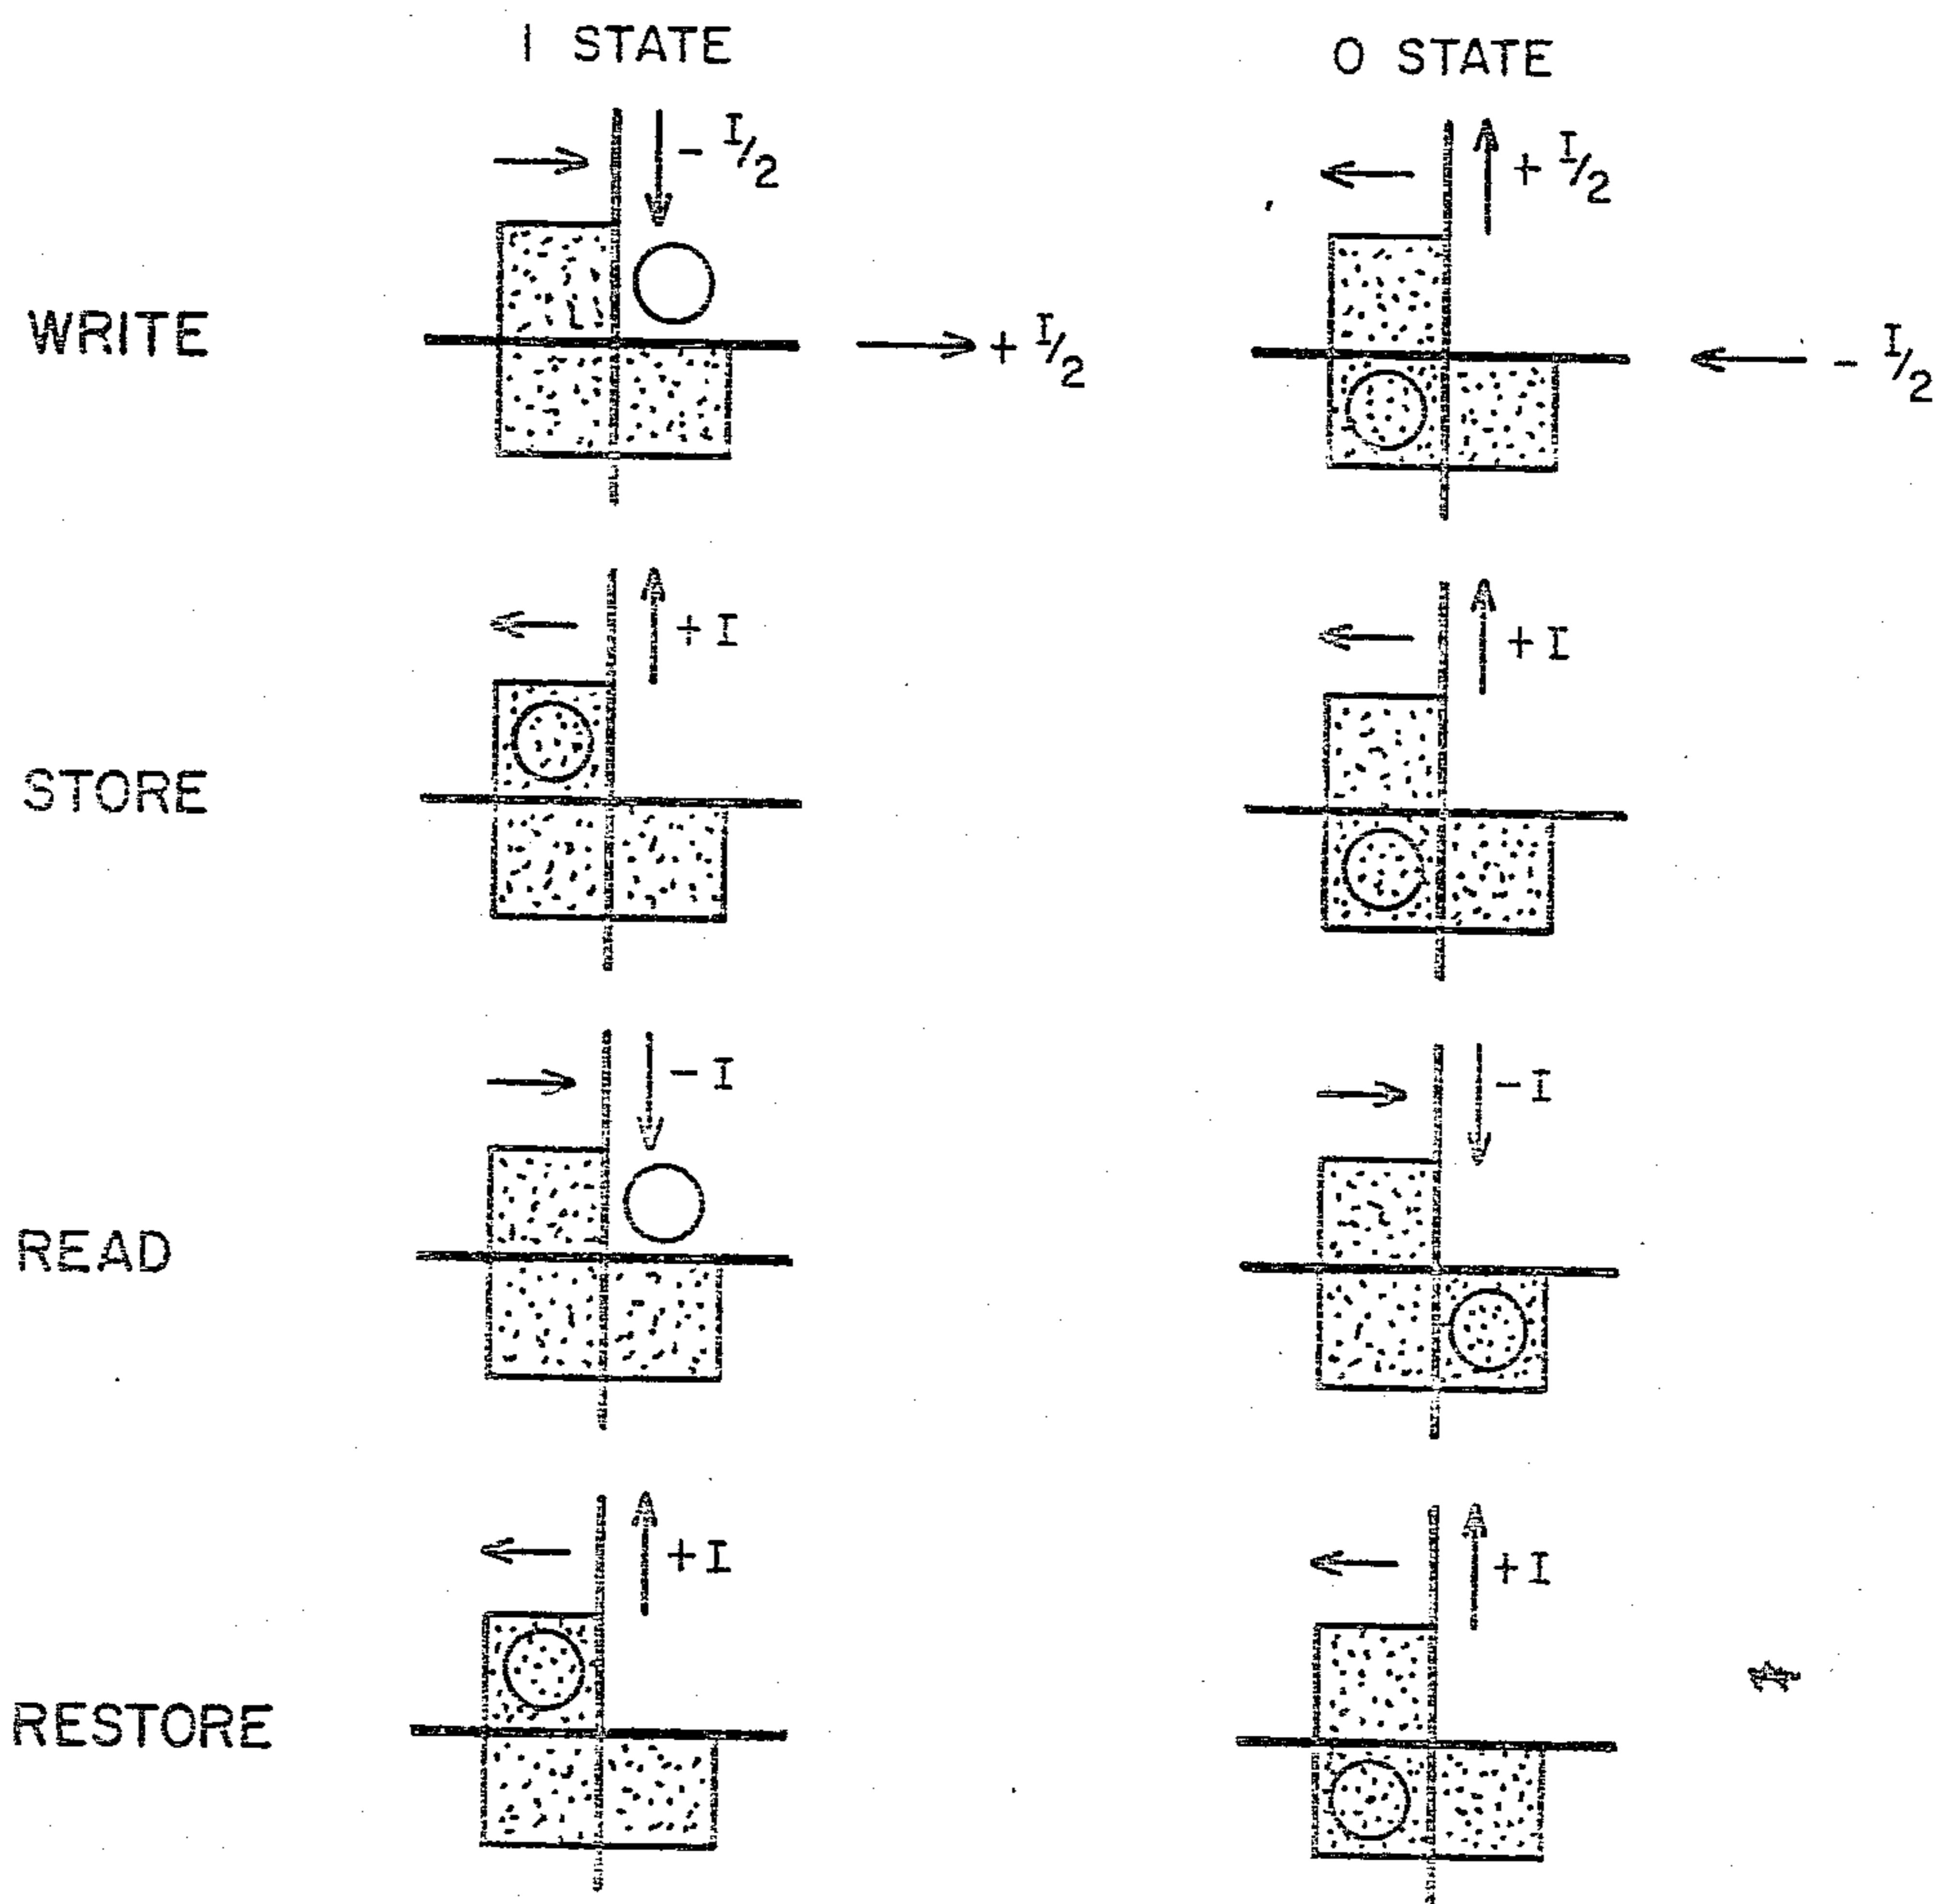 1 STATE
0 STATE
WRITE
- I/2
+ I/2
+ I/2
- I/2
STORE
+ I
+ I
READ
- I
- I
RESTORE
+ I
+ I